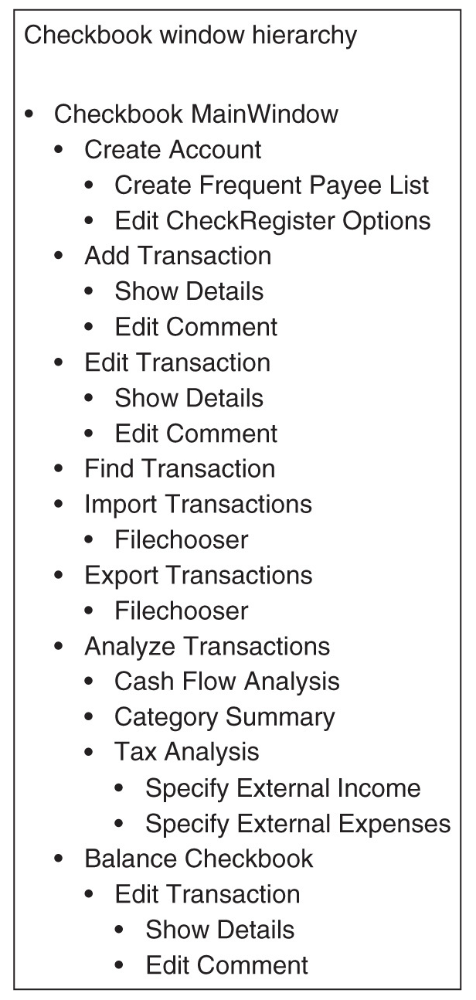 Checkbook window hierarchy
• Checkbook MainWindow
• Create Account
• Create Frequent Payee List
• Edit CheckRegister Options
• Add Transaction
• Show Details
• Edit Comment
• Edit Transaction
• Show Details
• Edit Comment
• Find Transaction
• Import Transactions
• Filechooser
• Export Transactions
• Filechooser
• Analyze Transactions
• Cash Flow Analysis
• Category Summary
• Tax Analysis
• Specify External Income
• Specify External Expenses
• Balance Checkbook
• Edit Transaction
• Show Details
• Edit Comment